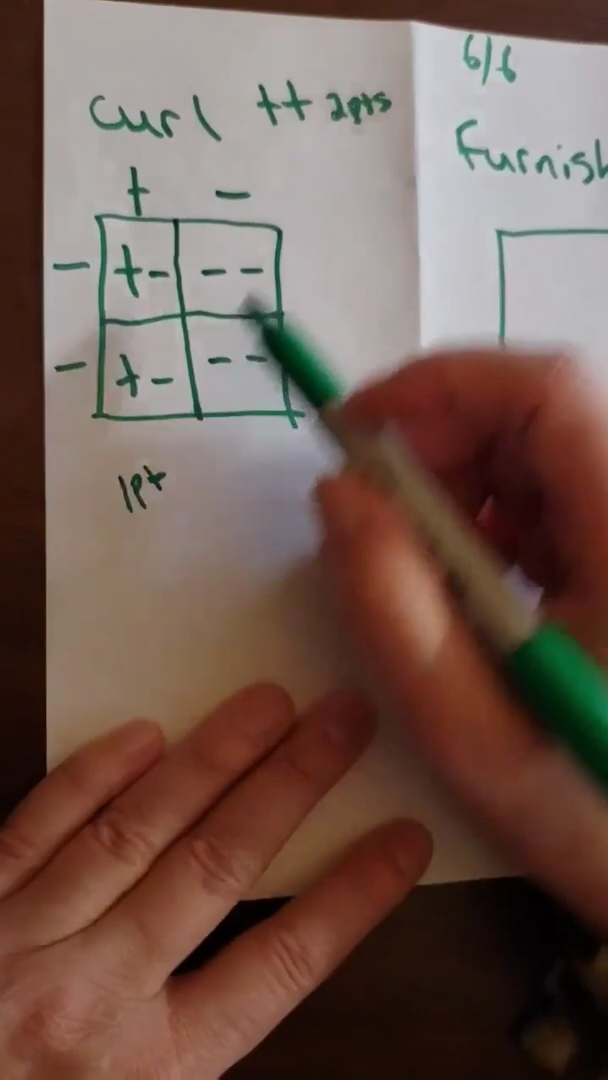 curl ++ 2pts
+ -
- +- --
- +- --
1pt
6/6
Furnish